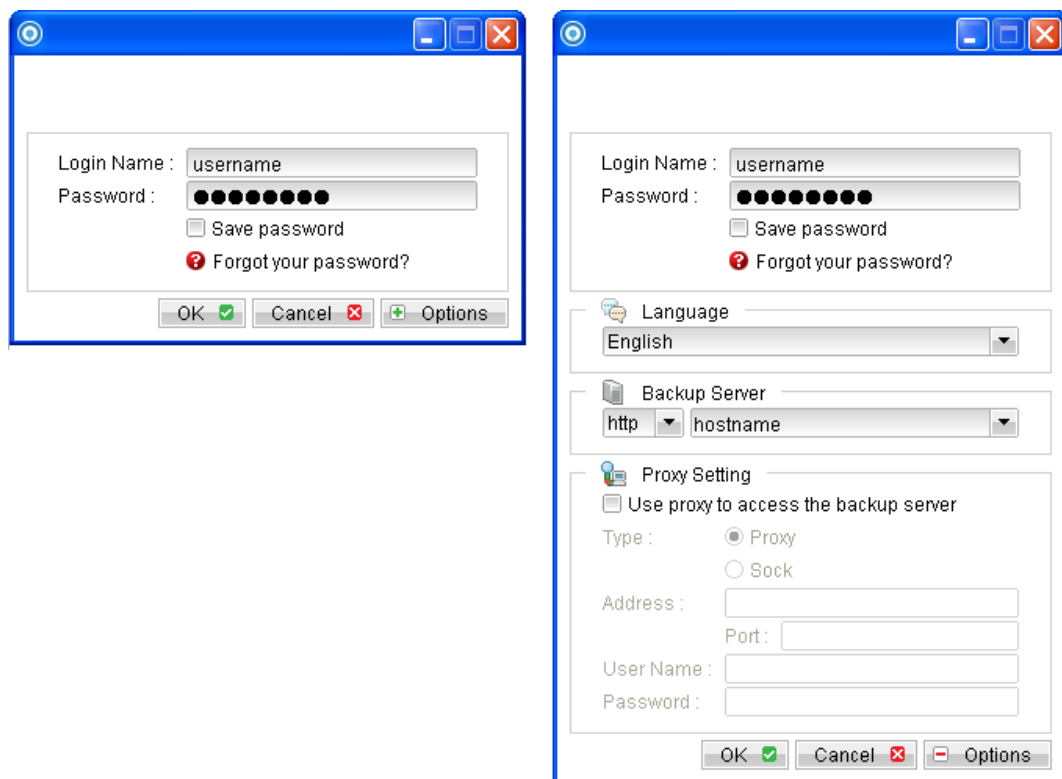 Login Name :
username
Password :
●●●●●●●●
Save password
Forgot your password?
OK
Cancel
Options
Login Name :
username
Password :
●●●●●●●●
Save password
Forgot your password?
Language
English
Backup Server
http
hostname
Proxy Setting
Use proxy to access the backup server
Type :
Proxy
Sock
Address :
Port :
User Name :
Password :
OK
Cancel
Options